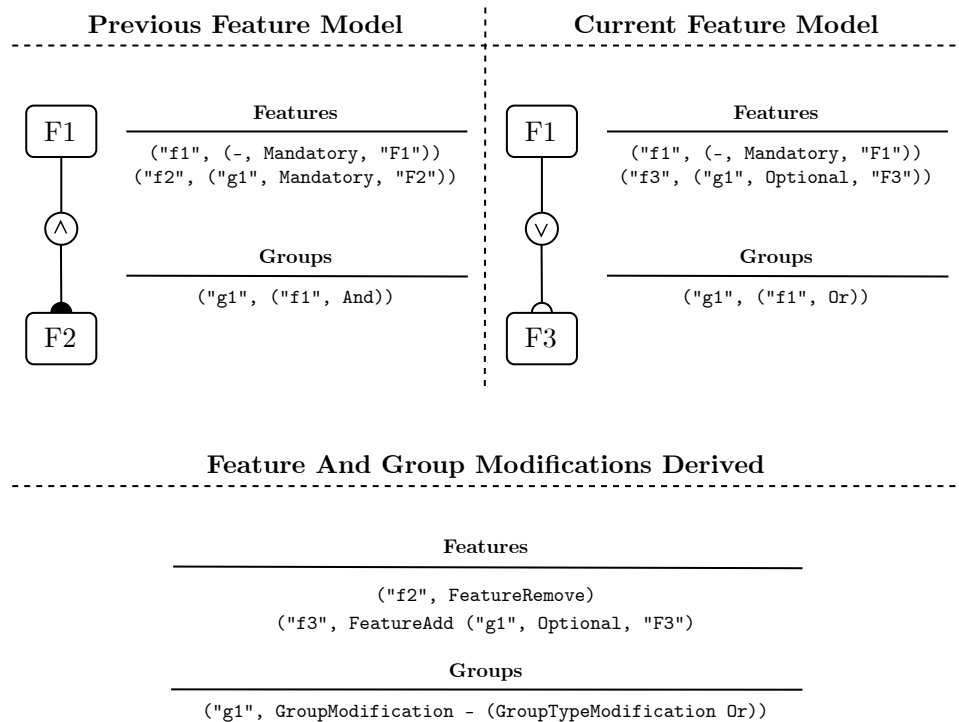 Previous Feature Model
F1
∧
F2
Features
("f1", (-, Mandatory, "F1"))
("f2", ("g1", Mandatory, "F2"))
Groups
("g1", ("f1", And))
Current Feature Model
F1
∨
F3
Features
("f1", (-, Mandatory, "F1"))
("f3", ("g1", Optional, "F3"))
Groups
("g1", ("f1", Or))
Feature And Group Modifications Derived
Features
("f2", FeatureRemove)
("f3", FeatureAdd ("g1", Optional, "F3")
Groups
("g1", GroupModification - (GroupTypeModification Or))